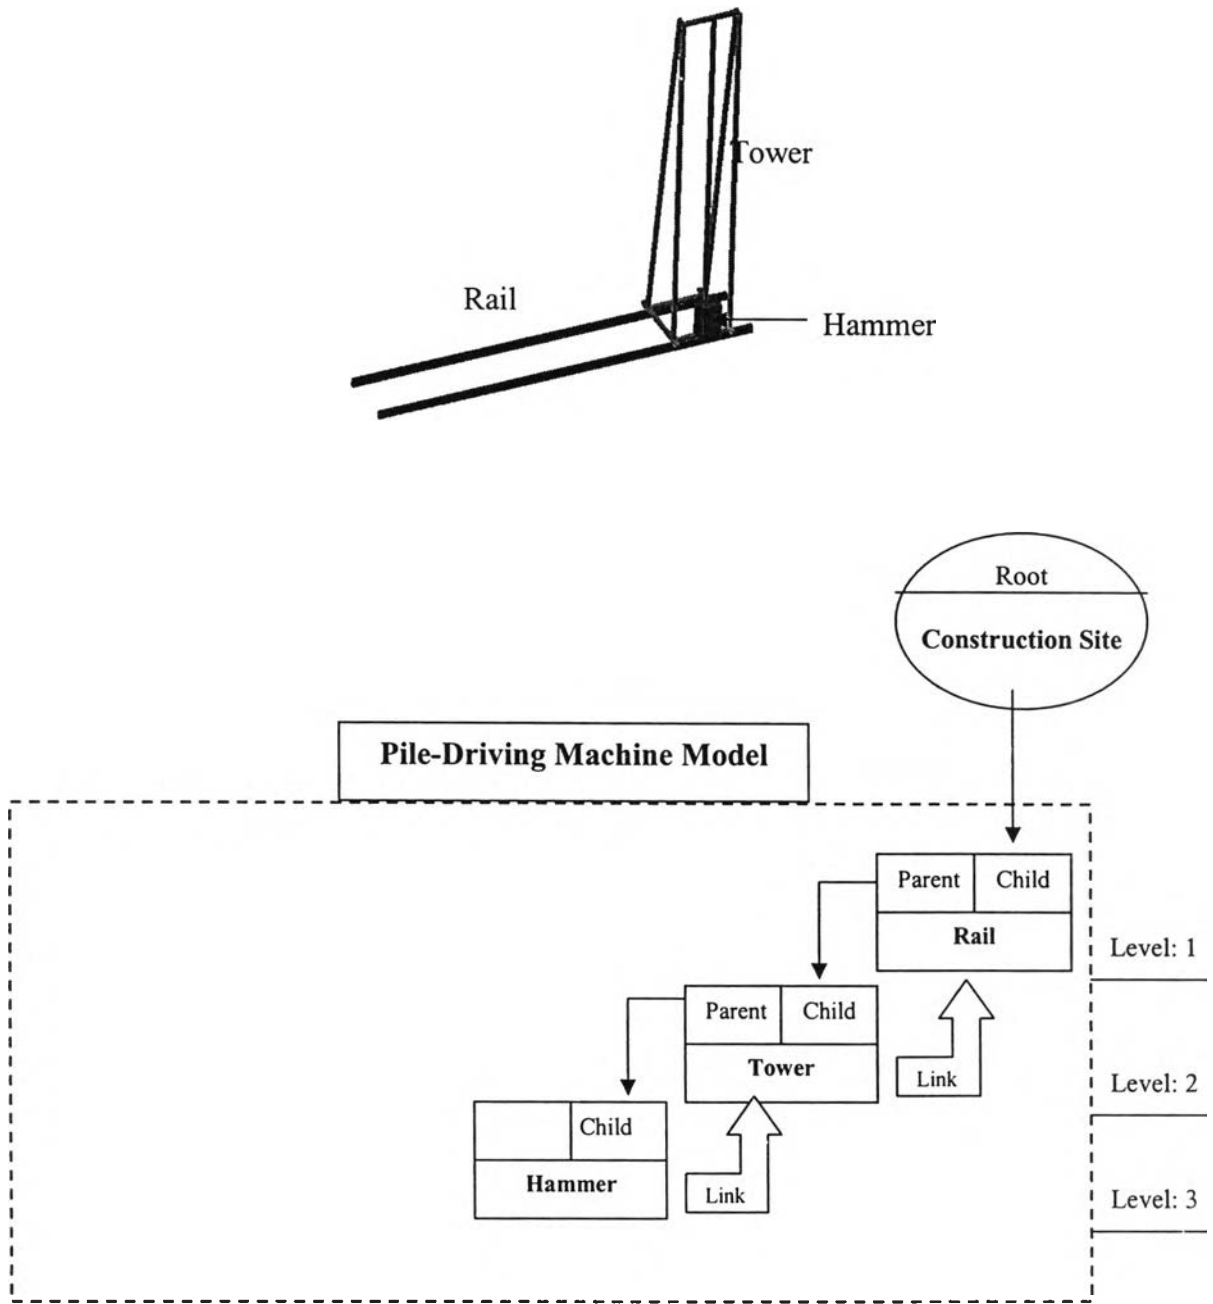 Tower
Rail
Hammer
Root
Construction Site
Pile-Driving Machine Model
Parent Child
Rail
Level: 1
Parent Child
Tower
Link
Level: 2
Child
Hammer
Link
Level: 3